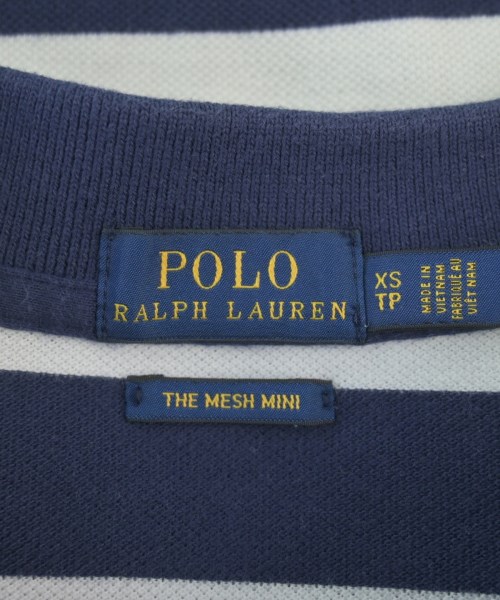 POLO
RALPH LAUREN
XS
TP
MADE IN
VIETNAM
FABRIQUÉ AU
VIÊT NAM
THE MESH MINI